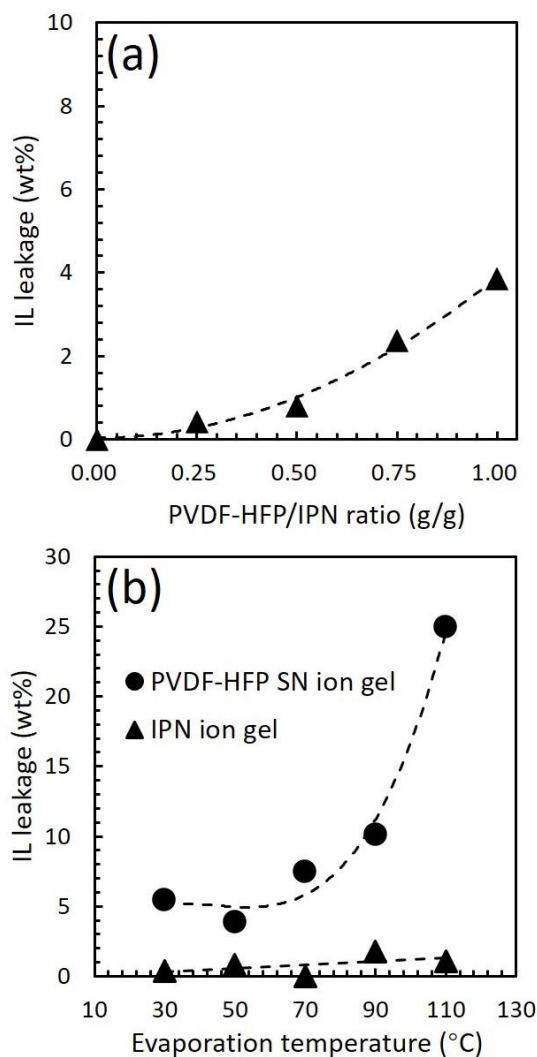 (a)
10
8
6
4
2
0
IL leakage (wt%)
0.00 0.25 0.50 0.75 1.00
PVDF-HFP/IPN ratio (g/g)
(b)
30
25
20
15
10
5
0
IL leakage (wt%)
PVDF-HFP SN ion gel
IPN ion gel
10 30 50 70 90 110 130
Evaporation temperature (°C)